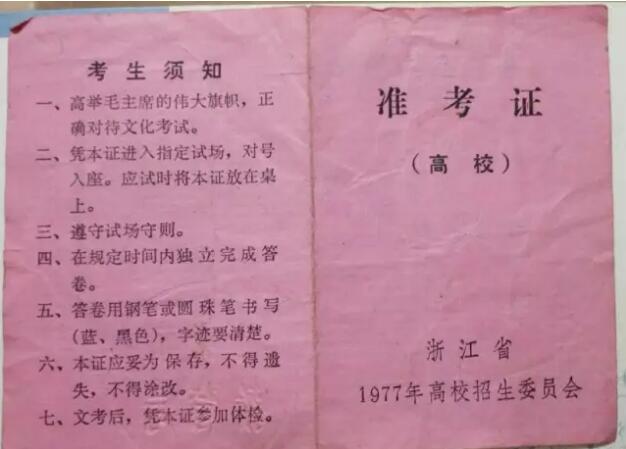 考生须知
一、高举毛主席的伟大旗帜，正
确对待文化考试。
二、凭本证进入指定试场，对号
入座。应试时将本证放在桌
上。
三、遵守试场守则。
四、在规定时间内独立完成答
卷。
五、答卷用钢笔或圆珠笔书写
(蓝、黑色)，字迹要清楚。
六、本证应妥为保存，不得遗
失，不得涂改。
七、文考后，凭本证参加体检。
准考证
（高校）
浙江省
1977年高校招生委员会